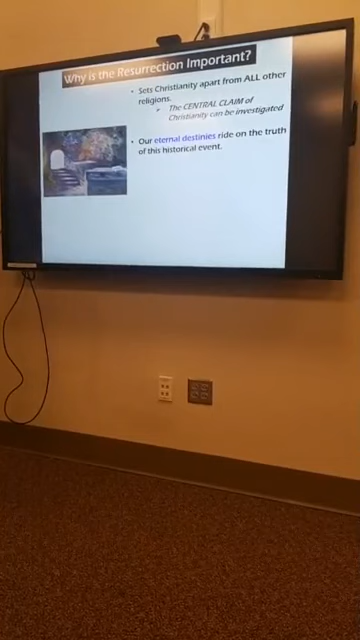 Why is the Resurrection Important?
• Sets Christianity apart from ALL other
religions.
➢ The CENTRAL CLAIM of
Christianity can be investigated
• Our eternal destinies ride on the truth
of this historical event.